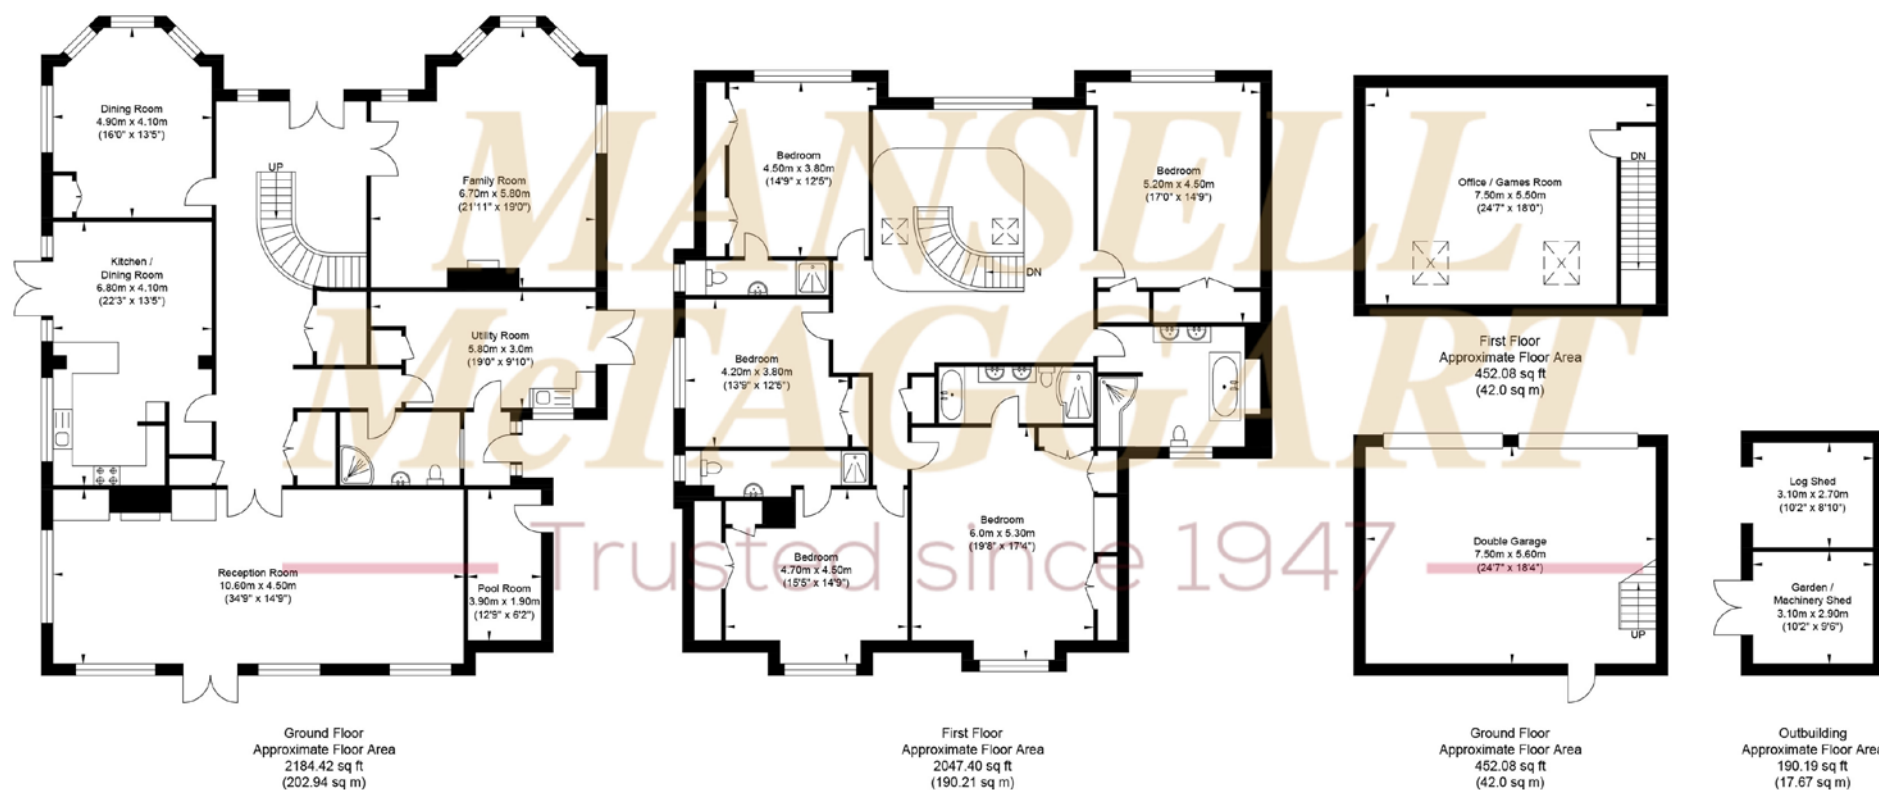 MANSELL
McTAGGART
Trusted since 1947
Dining Room
4.90m x 4.10m
(16'0" x 13'5")
UP
Family Room
6.70m x 5.80m
(21'11" x 19'0")
Kitchen /
Dining Room
6.80m x 4.10m
(22'3" x 13'5")
Utility Room
5.80m x 3.0m
(19'0" x 9'10")
Reception Room
10.60m x 4.50m
(34'9" x 14'9")
Pool Room
3.90m x 1.90m
(12'9" x 6'2")
Ground Floor
Approximate Floor Area
2184.42 sq ft
(202.94 sq m)
Bedroom
4.50m x 3.80m
(14'9" x 12'5")
Bedroom
5.20m x 4.50m
(17'0" x 14'9")
DN
Bedroom
4.20m x 3.80m
(13'9" x 12'5")
Bedroom
4.70m x 4.50m
(15'5" x 14'9")
Bedroom
6.0m x 5.30m
(19'8" x 17'4")
First Floor
Approximate Floor Area
2047.40 sq ft
(190.21 sq m)
DN
Office / Games Room
7.50m x 5.50m
(24'7" x 18'0")
First Floor
Approximate Floor Area
452.08 sq ft
(42.0 sq m)
Double Garage
7.50m x 5.60m
(24'7" x 18'4")
UP
Ground Floor
Approximate Floor Area
452.08 sq ft
(42.0 sq m)
Log Shed
3.10m x 2.70m
(10'2" x 8'10")
Garden /
Machinery Shed
3.10m x 2.90m
(10'2" x 9'6")
Outbuilding
Approximate Floor Area
190.19 sq ft
(17.67 sq m)